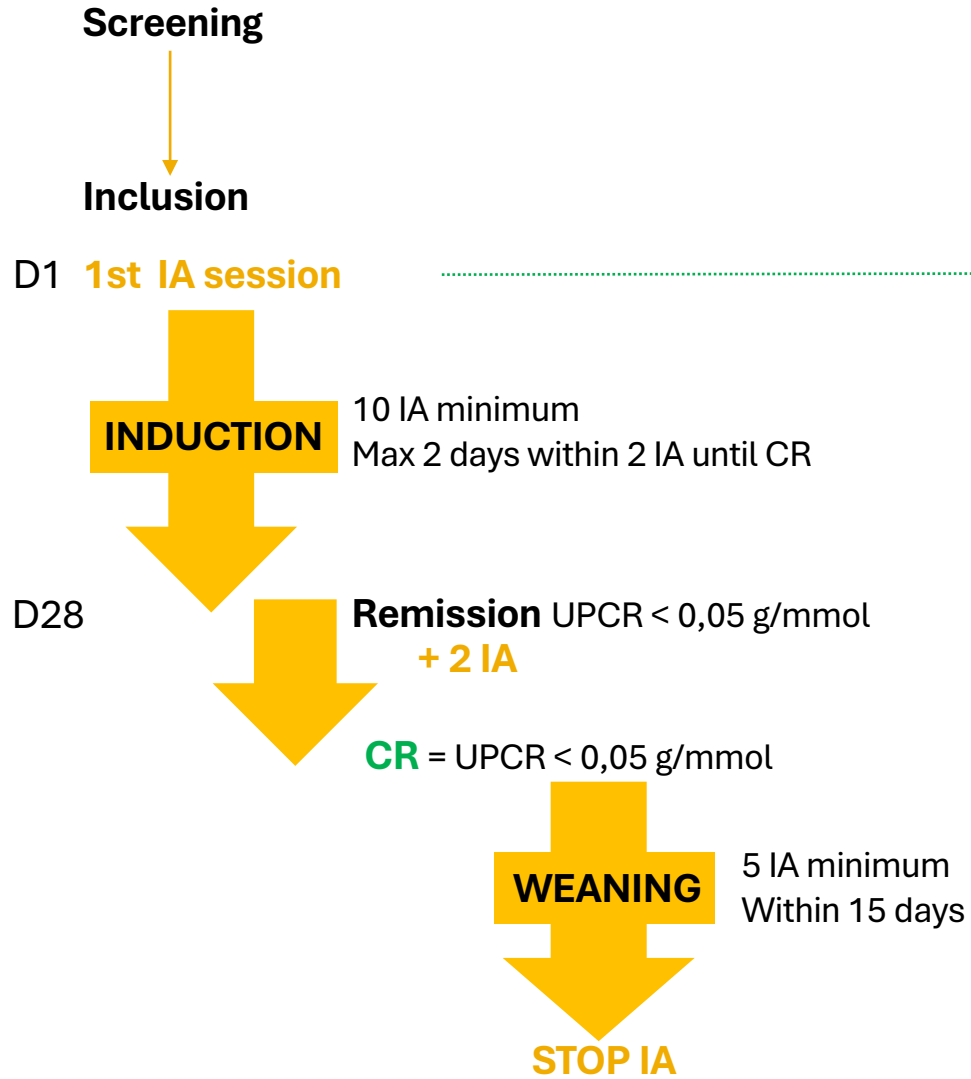 Screening
Inclusion
D1 1st IA session
INDUCTION
10 IA minimum
Max 2 days within 2 IA until CR
D28
Remission UPCR < 0,05 g/mmol
+ 2 IA
CR = UPCR < 0,05 g/mmol
WEANING
5 IA minimum
Within 15 days
STOP IA